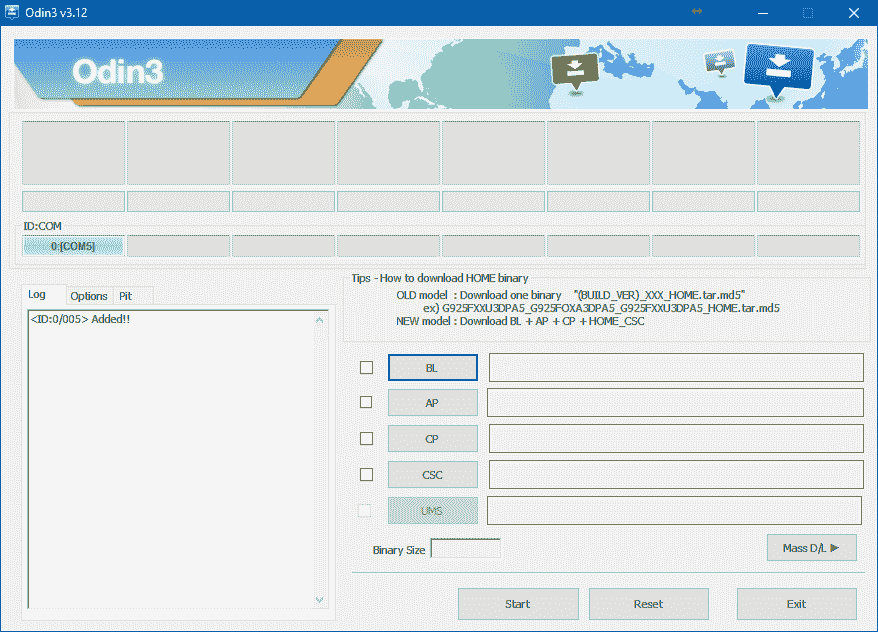 Odin3 v3.12
Odin3
ID:COM
0:[COM5]
Log
Options
Pit
<ID:0/005> Added!!
Tips - How to download HOME binary
OLD model : Download one binary "(BUILD_VER)_XXX_HOME.tar.md5"
ex) G925FXXU3DPA5_G925FOXA3DPA5_G925FXXU3DPA5_HOME.tar.md5
NEW model : Download BL + AP + CP + HOME_CSC
BL
AP
CP
CSC
UMS
Binary Size
Mass D/L ▶
Start
Reset
Exit